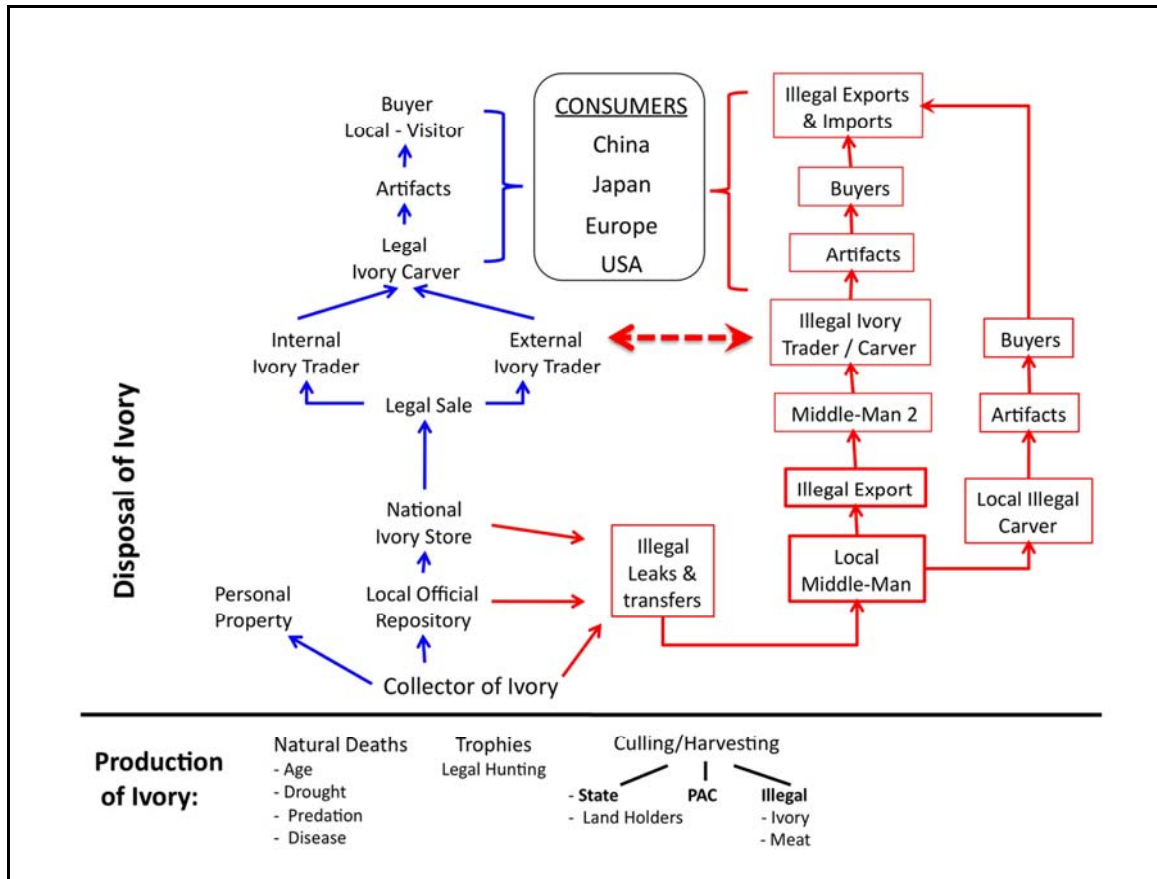 Buyer
Local - Visitor
Artifacts
Legal
Ivory Carver
Internal
Ivory Trader
External
Ivory Trader
Legal Sale
National
Ivory Store
Local Official
Repository
Personal
Property
Collector of Ivory
CONSUMERS
China
Japan
Europe
USA
Illegal Exports
& Imports
Buyers
Artifacts
Illegal Ivory
Trader / Carver
Middle-Man 2
Illegal Export
Local
Middle-Man
Illegal
Leaks &
transfers
Buyers
Artifacts
Local Illegal
Carver
Disposal of Ivory
Production
of Ivory:
Natural Deaths
- Age
- Drought
- Predation
- Disease
Trophies
Legal Hunting
Culling/Harvesting
- State
- Land Holders
PAC
Illegal
- Ivory
- Meat